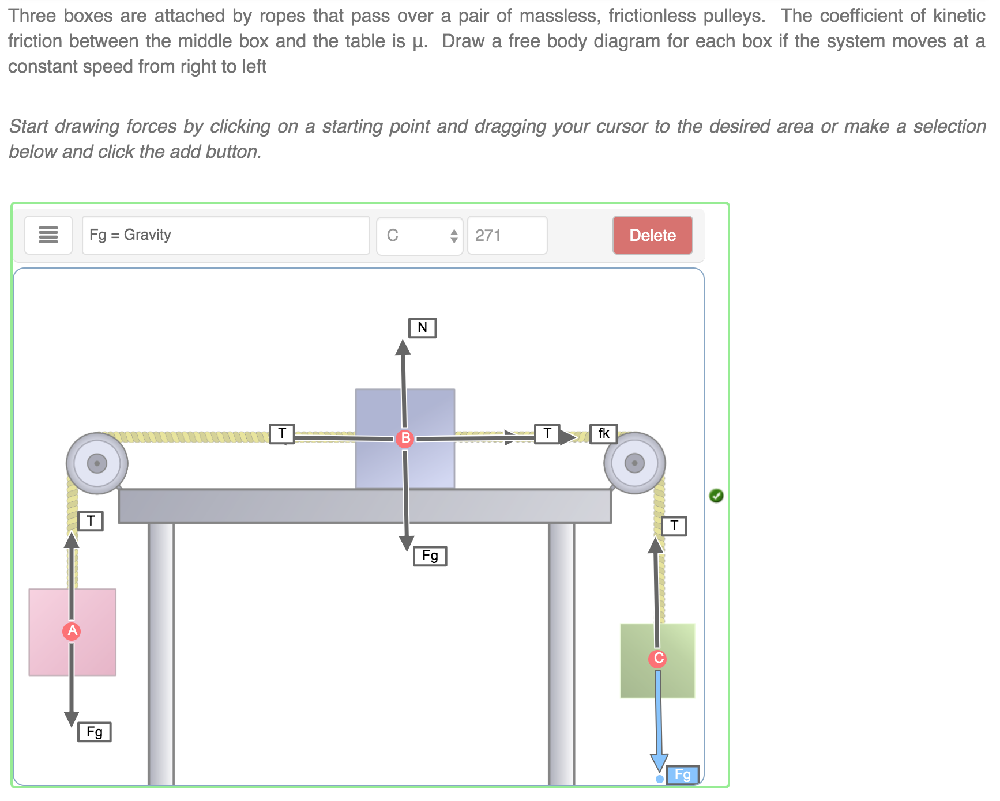 Three boxes are attached by ropes that pass over a pair of massless, frictionless pulleys. The coefficient of kinetic
friction between the middle box and the table is μ. Draw a free body diagram for each box if the system moves at a
constant speed from right to left
Start drawing forces by clicking on a starting point and dragging your cursor to the desired area or make a selection
below and click the add button.
Fg = Gravity C 271 Delete
N
T B T fk
T T
Fg
A
C
Fg
Fg